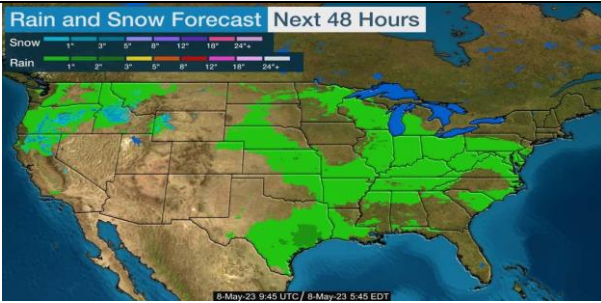 Rain and Snow Forecast Next 48 Hours
Snow 1" 3" 5" 8" 12" 18" 24"+
Rain 1" 2" 3" 5" 8" 12" 18" 24"+
8-May-23 9:45 UTC / 8-May-23 5:45 EDT